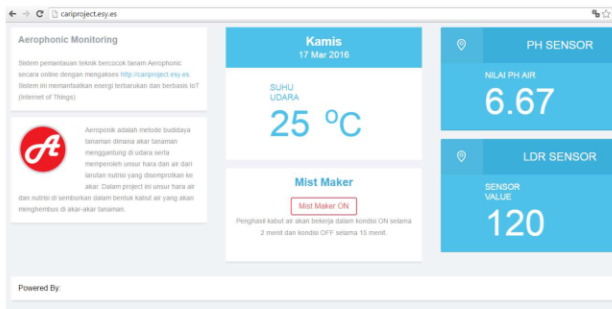 cariproject.esy.es
Aerophonic Monitoring
Sistem pemantauan teknik bercocok tanam Aerophonic
secara online dengan mengakses http://cariproject.esy.es.
Sistem ini memanfaatkan energi terbarukan dan berbasis IoT
(Internet of Things)
A
Aeroponik adalah metode budidaya
tanaman dimana akar tanaman
menggantung di udara serta
memperoleh unsur hara dan air dari
larutan nutrisi yang disemprotkan ke
akar. Dalam project ini unsur hara air
dan nutrisi di semburkan dalam bentuk kabut air yang akan
menghembus di akar-akar tanaman.
Kamis
17 Mar 2016
SUHU
UDARA
25 °C
Mist Maker
Mist Maker ON
Penghasil kabut air akan bekerja dalam kondisi ON selama
2 menit dan kondisi OFF selama 15 menit.
PH SENSOR
NILAI PH AIR
6.67
LDR SENSOR
SENSOR
VALUE
120
Powered By: